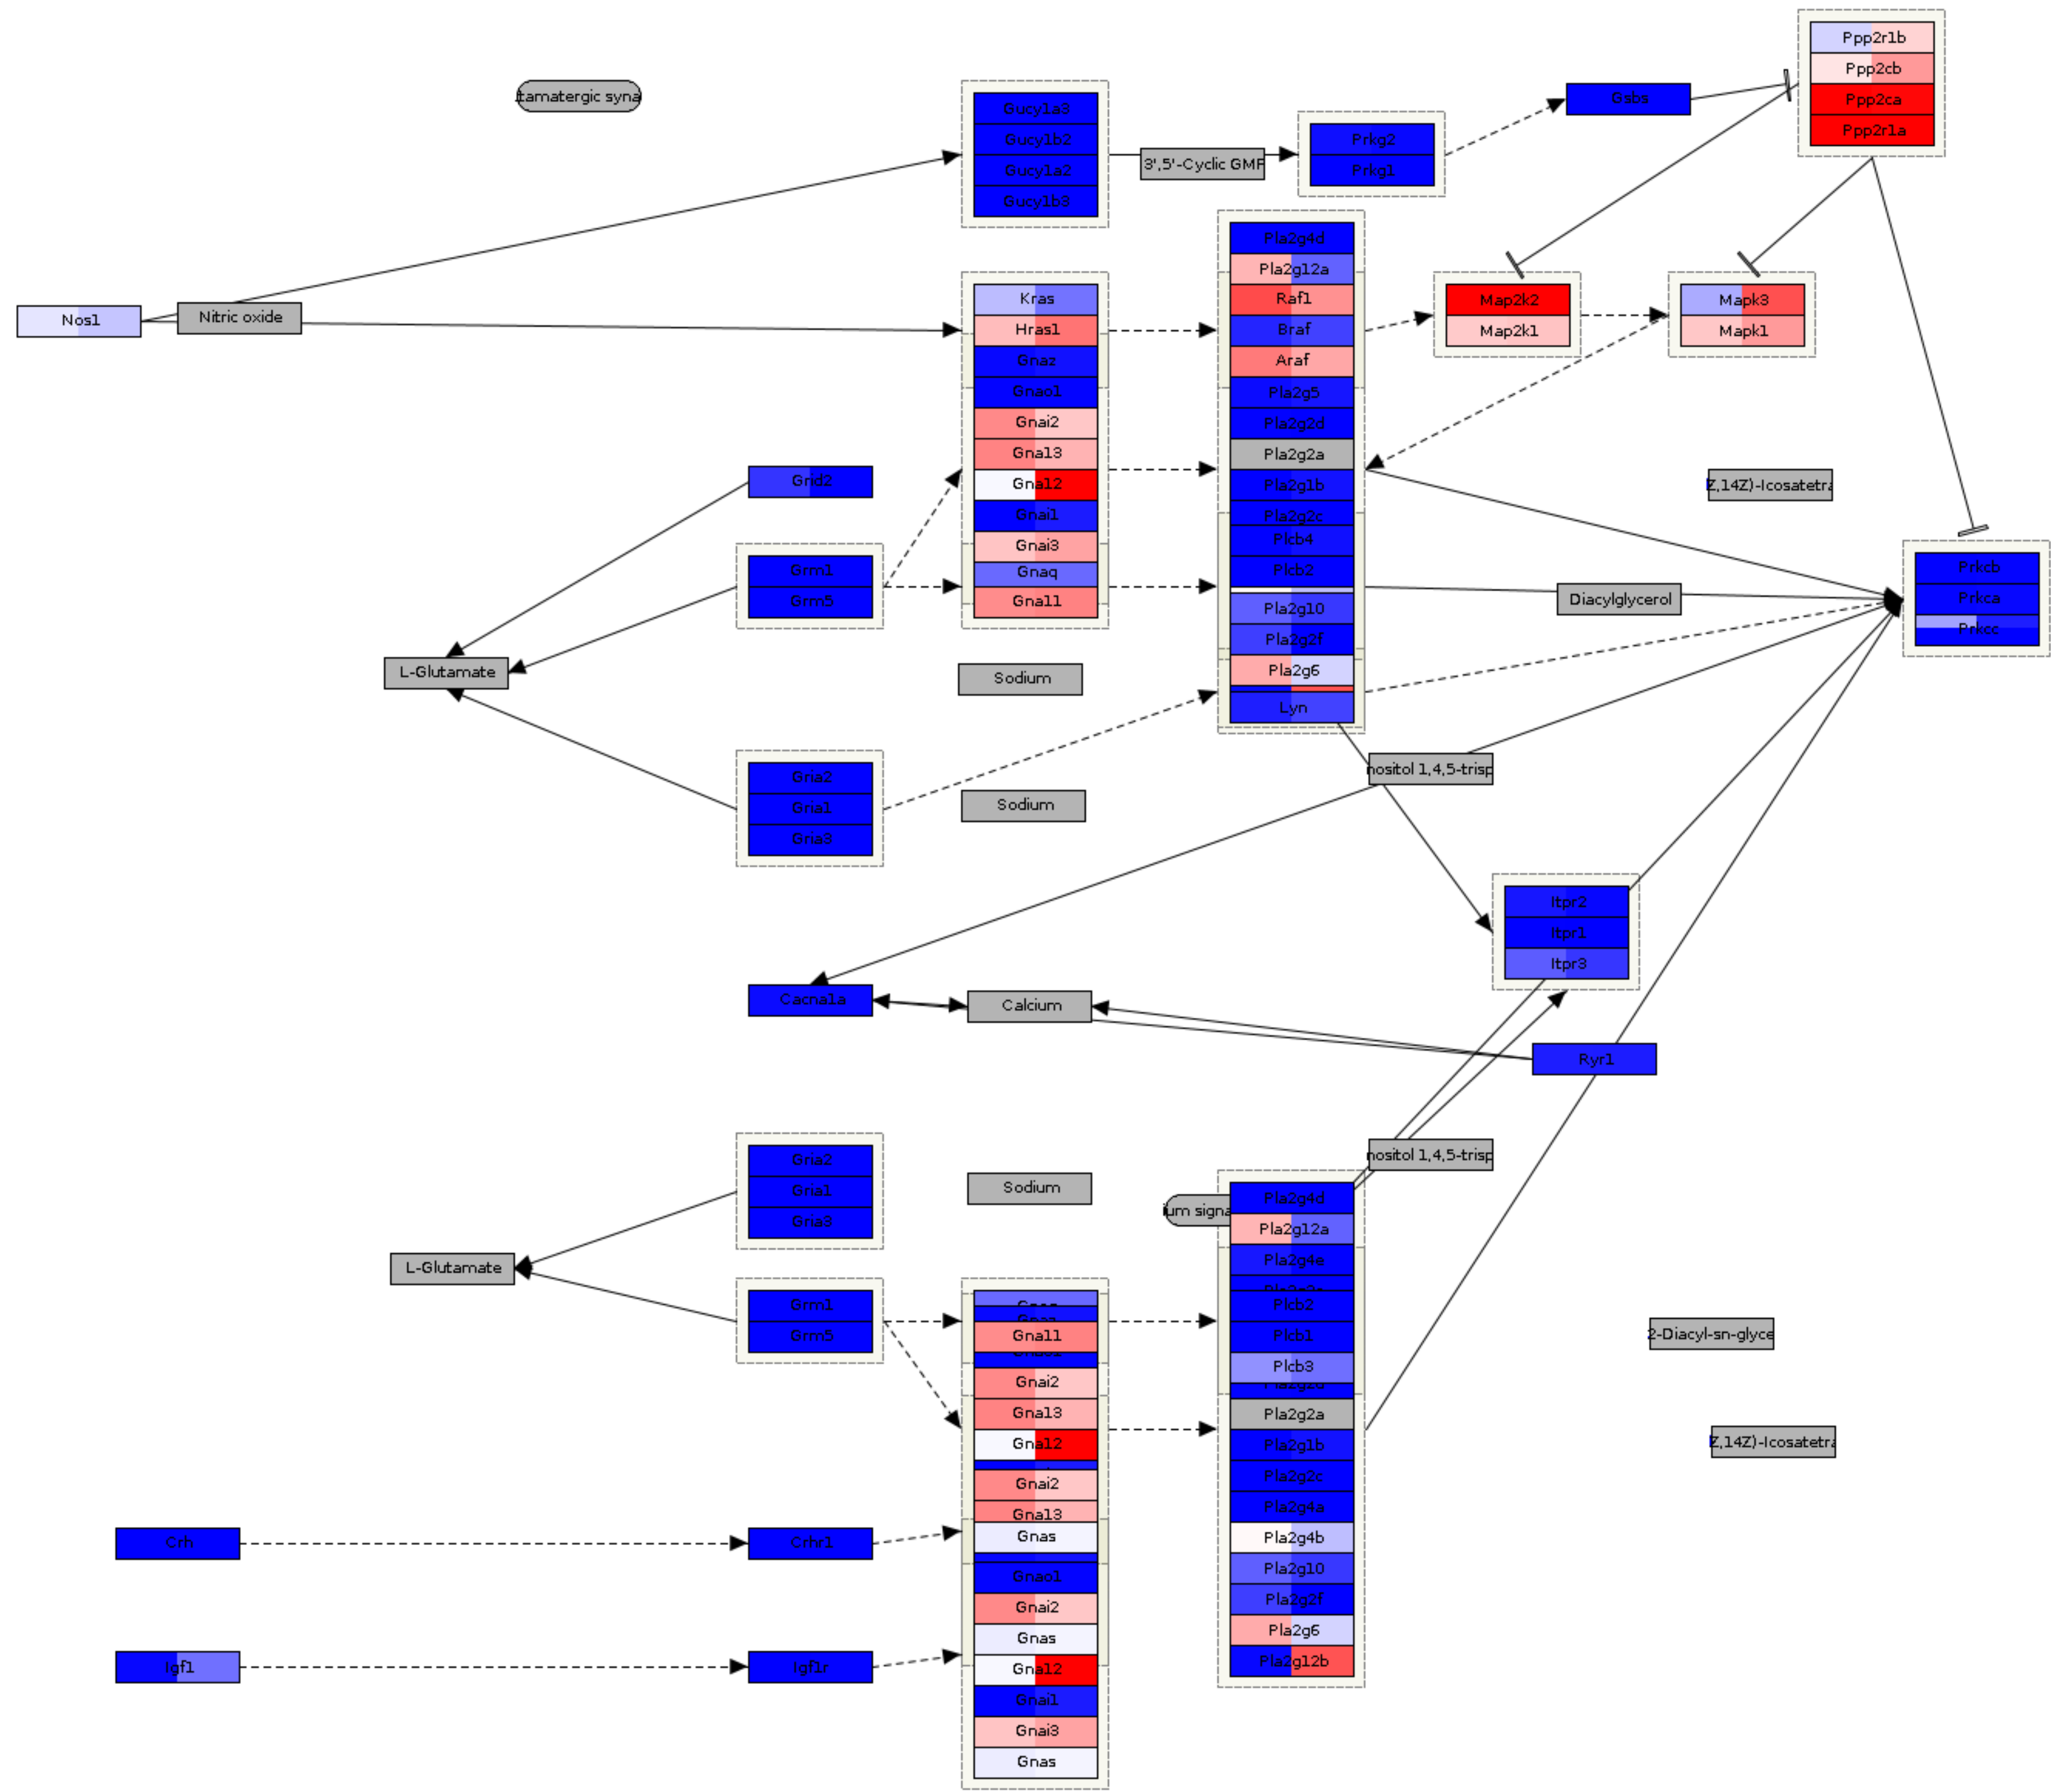 Ppp2r1b
Ppp2cb
Ppp2ca
Ppp2r1a
tamatergic syna
Gsbs
Gucy1a3
Gucy1b2
Gucy1a2
Gucy1b3
3',5'-Cyclic GMF
Prkg2
Prkg1
Nos1
Nitric oxide
Kras
Hras1
Gnaz
Gnao1
Gnai2
Gna13
Gna12
Gnai1
Gnai3
Gnaq
Gna11
Pla2g4d
Pla2g12a
Raf1
Braf
Araf
Pla2g5
Pla2g2d
Pla2g2a
Pla2g1b
Pla2g2c
Plcb4
Plcb2
Pla2g10
Pla2g2f
Pla2g6
Lyn
Map2k2
Map2k1
Mapk3
Mapk1
Grid2
Grm1
Grm5
L-Glutamate
Z,14Z)-Icosatetra
Prkcb
Prkca
Prkcc
Diacylglycerol
Sodium
Gria2
Gria1
Gria3
Sodium
nositol 1,4,5-trisp
Itpr2
Itpr1
Itpr3
Cacna1a
Calcium
Ryr1
nositol 1,4,5-trisp
Gria2
Gria1
Gria3
Sodium
um signa
L-Glutamate
Grm1
Grm5
Gna11
Gnai2
Gna13
Gna12
Gnai2
Gna13
Gnas
Gnao1
Gnai2
Gnas
Gna12
Gnai1
Gnai3
Gnas
Pla2g4d
Pla2g12a
Pla2g4e
Plcb2
Plcb1
Plcb3
Pla2g2a
Pla2g1b
Pla2g2c
Pla2g4a
Pla2g4b
Pla2g10
Pla2g2f
Pla2g6
Pla2g12b
2-Diacyl-sn-glyce
Z,14Z)-Icosatetra
Crh
Crhr1
Igf1
Igf1r